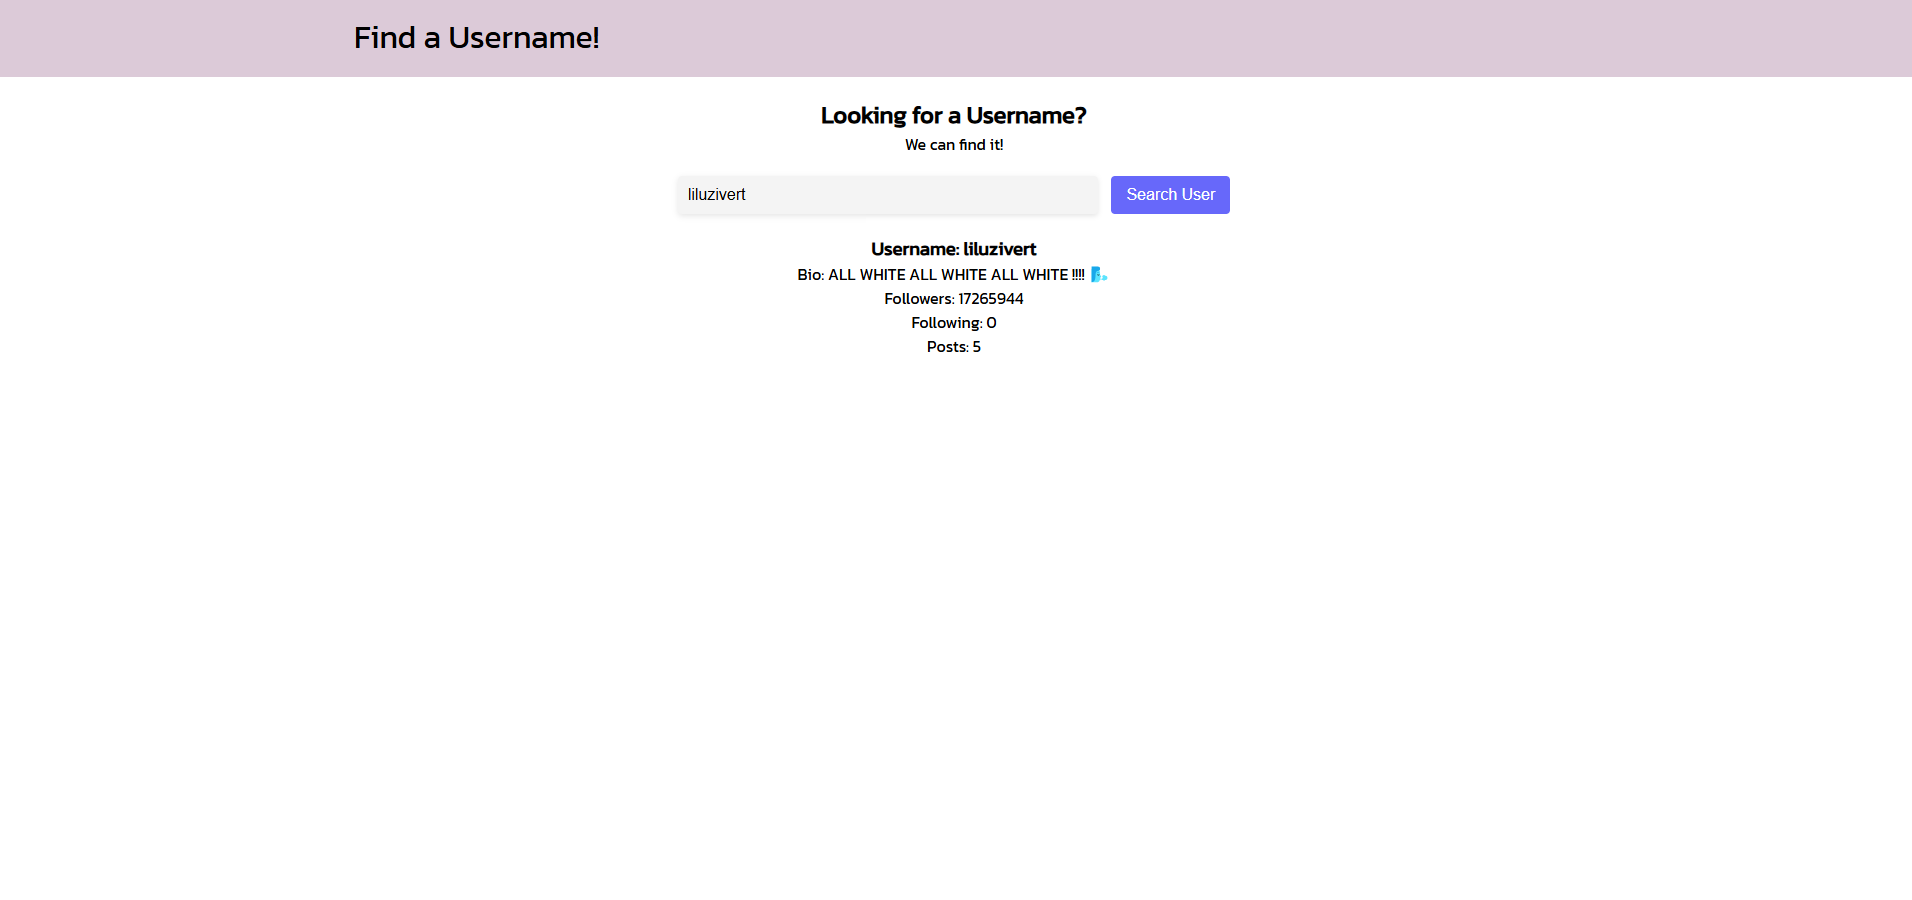 Find a Username!
Looking for a Username?
We can find it!
liluzivert
Search User
Username: liluzivert
Bio: ALL WHITE ALL WHITE ALL WHITE !!!! 🌬️
Followers: 17265944
Following: 0
Posts: 5